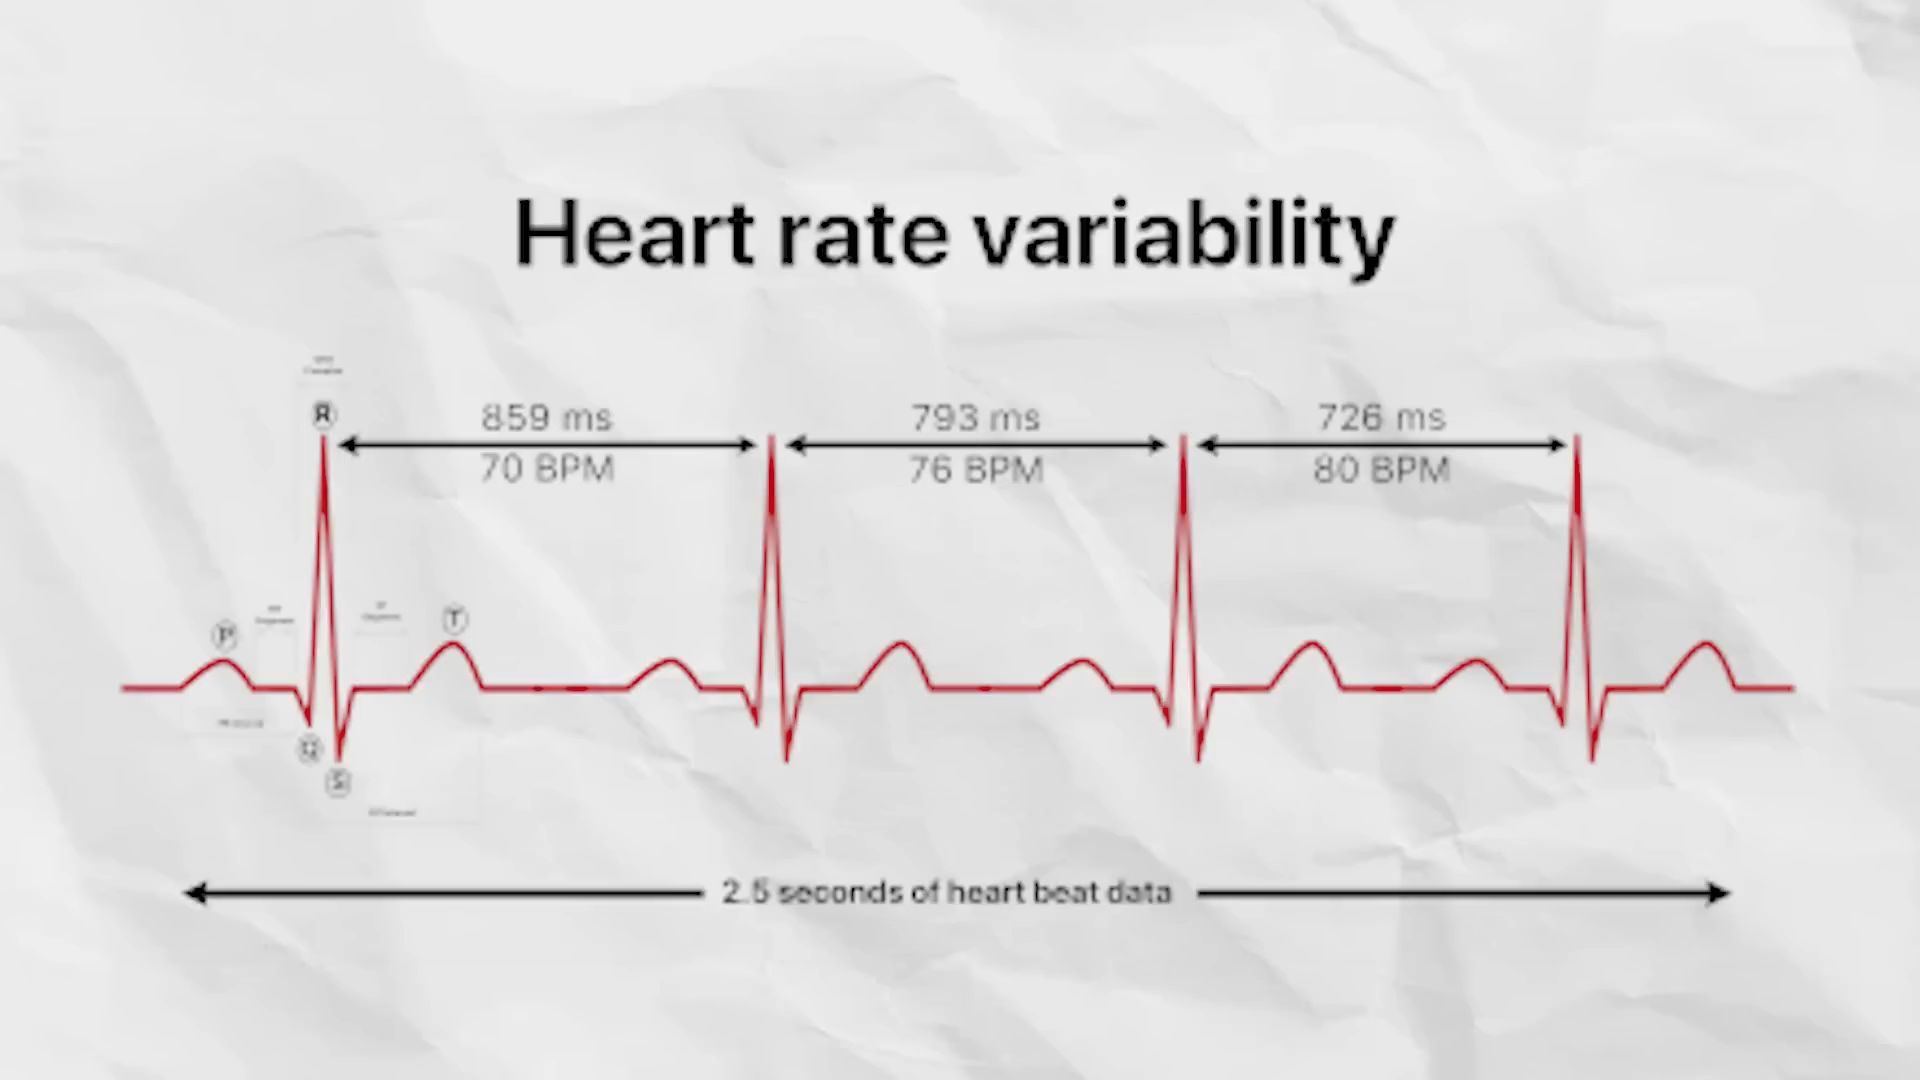 Heart rate variability
R
859 ms
793 ms
726 ms
70 BPM
76 BPM
80 BPM
P
T
Q
S
2.5 seconds of heart beat data